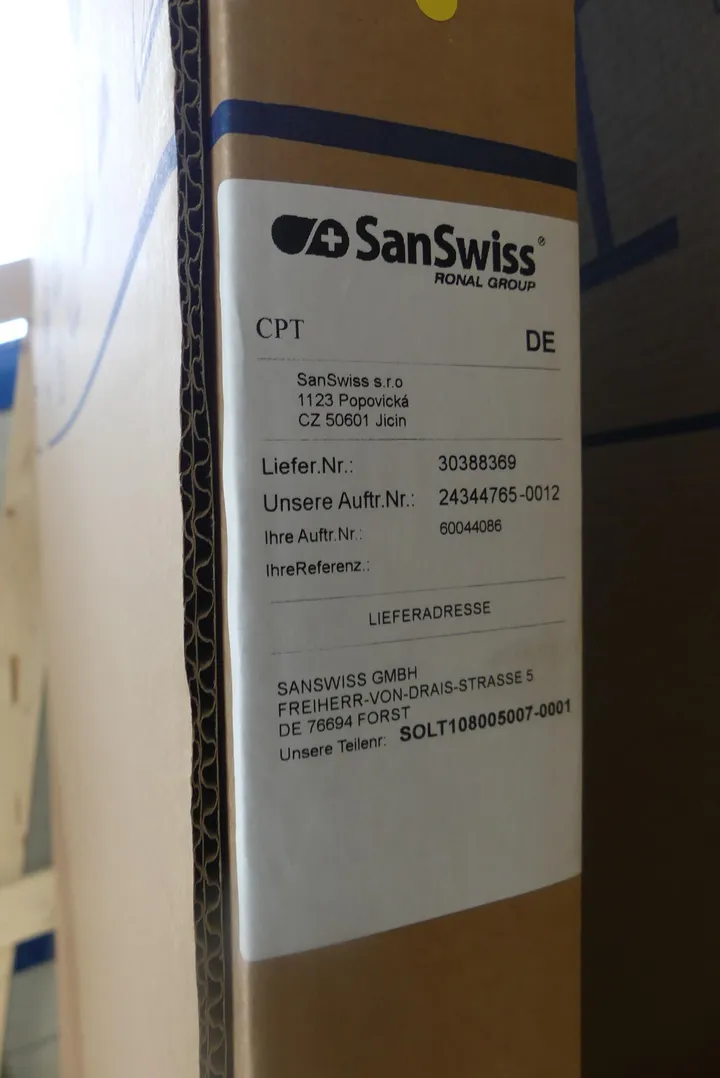 SanSwiss®
RONAL GROUP
CPT
DE
SanSwiss s.r.o
1123 Popovická
CZ 50601 Jicin
Liefer.Nr.: 30388369
Unsere Auftr.Nr.: 24344765-0012
Ihre Auftr.Nr.: 60044086
IhreReferenz.:
LIEFERADRESSE
SANSWISS GMBH
FREIHERR-VON-DRAIS-STRASSE 5
DE 76694 FORST
Unsere Teilenr: SOLT108005007-0001